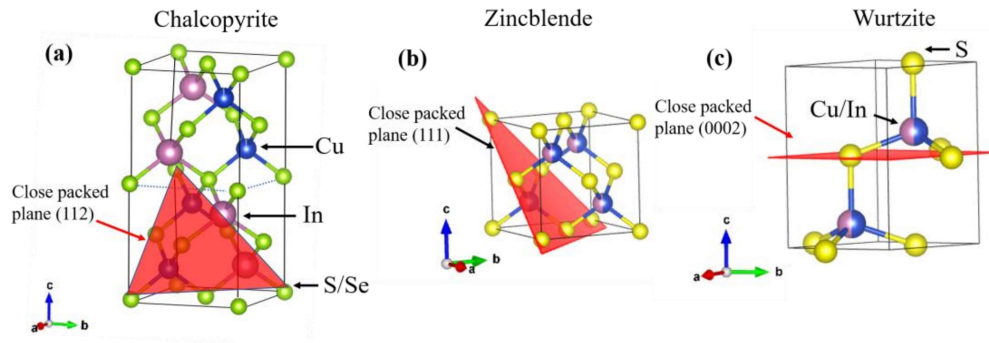 Chalcopyrite
Zincblende
Wurtzite
(a)
Cu
In
Close packed
plane (112)
S/Se
c
a
b
(b)
Close packed
plane (111)
c
a
b
(c)
S
Close packed
plane (0002)
Cu/In
c
a
b